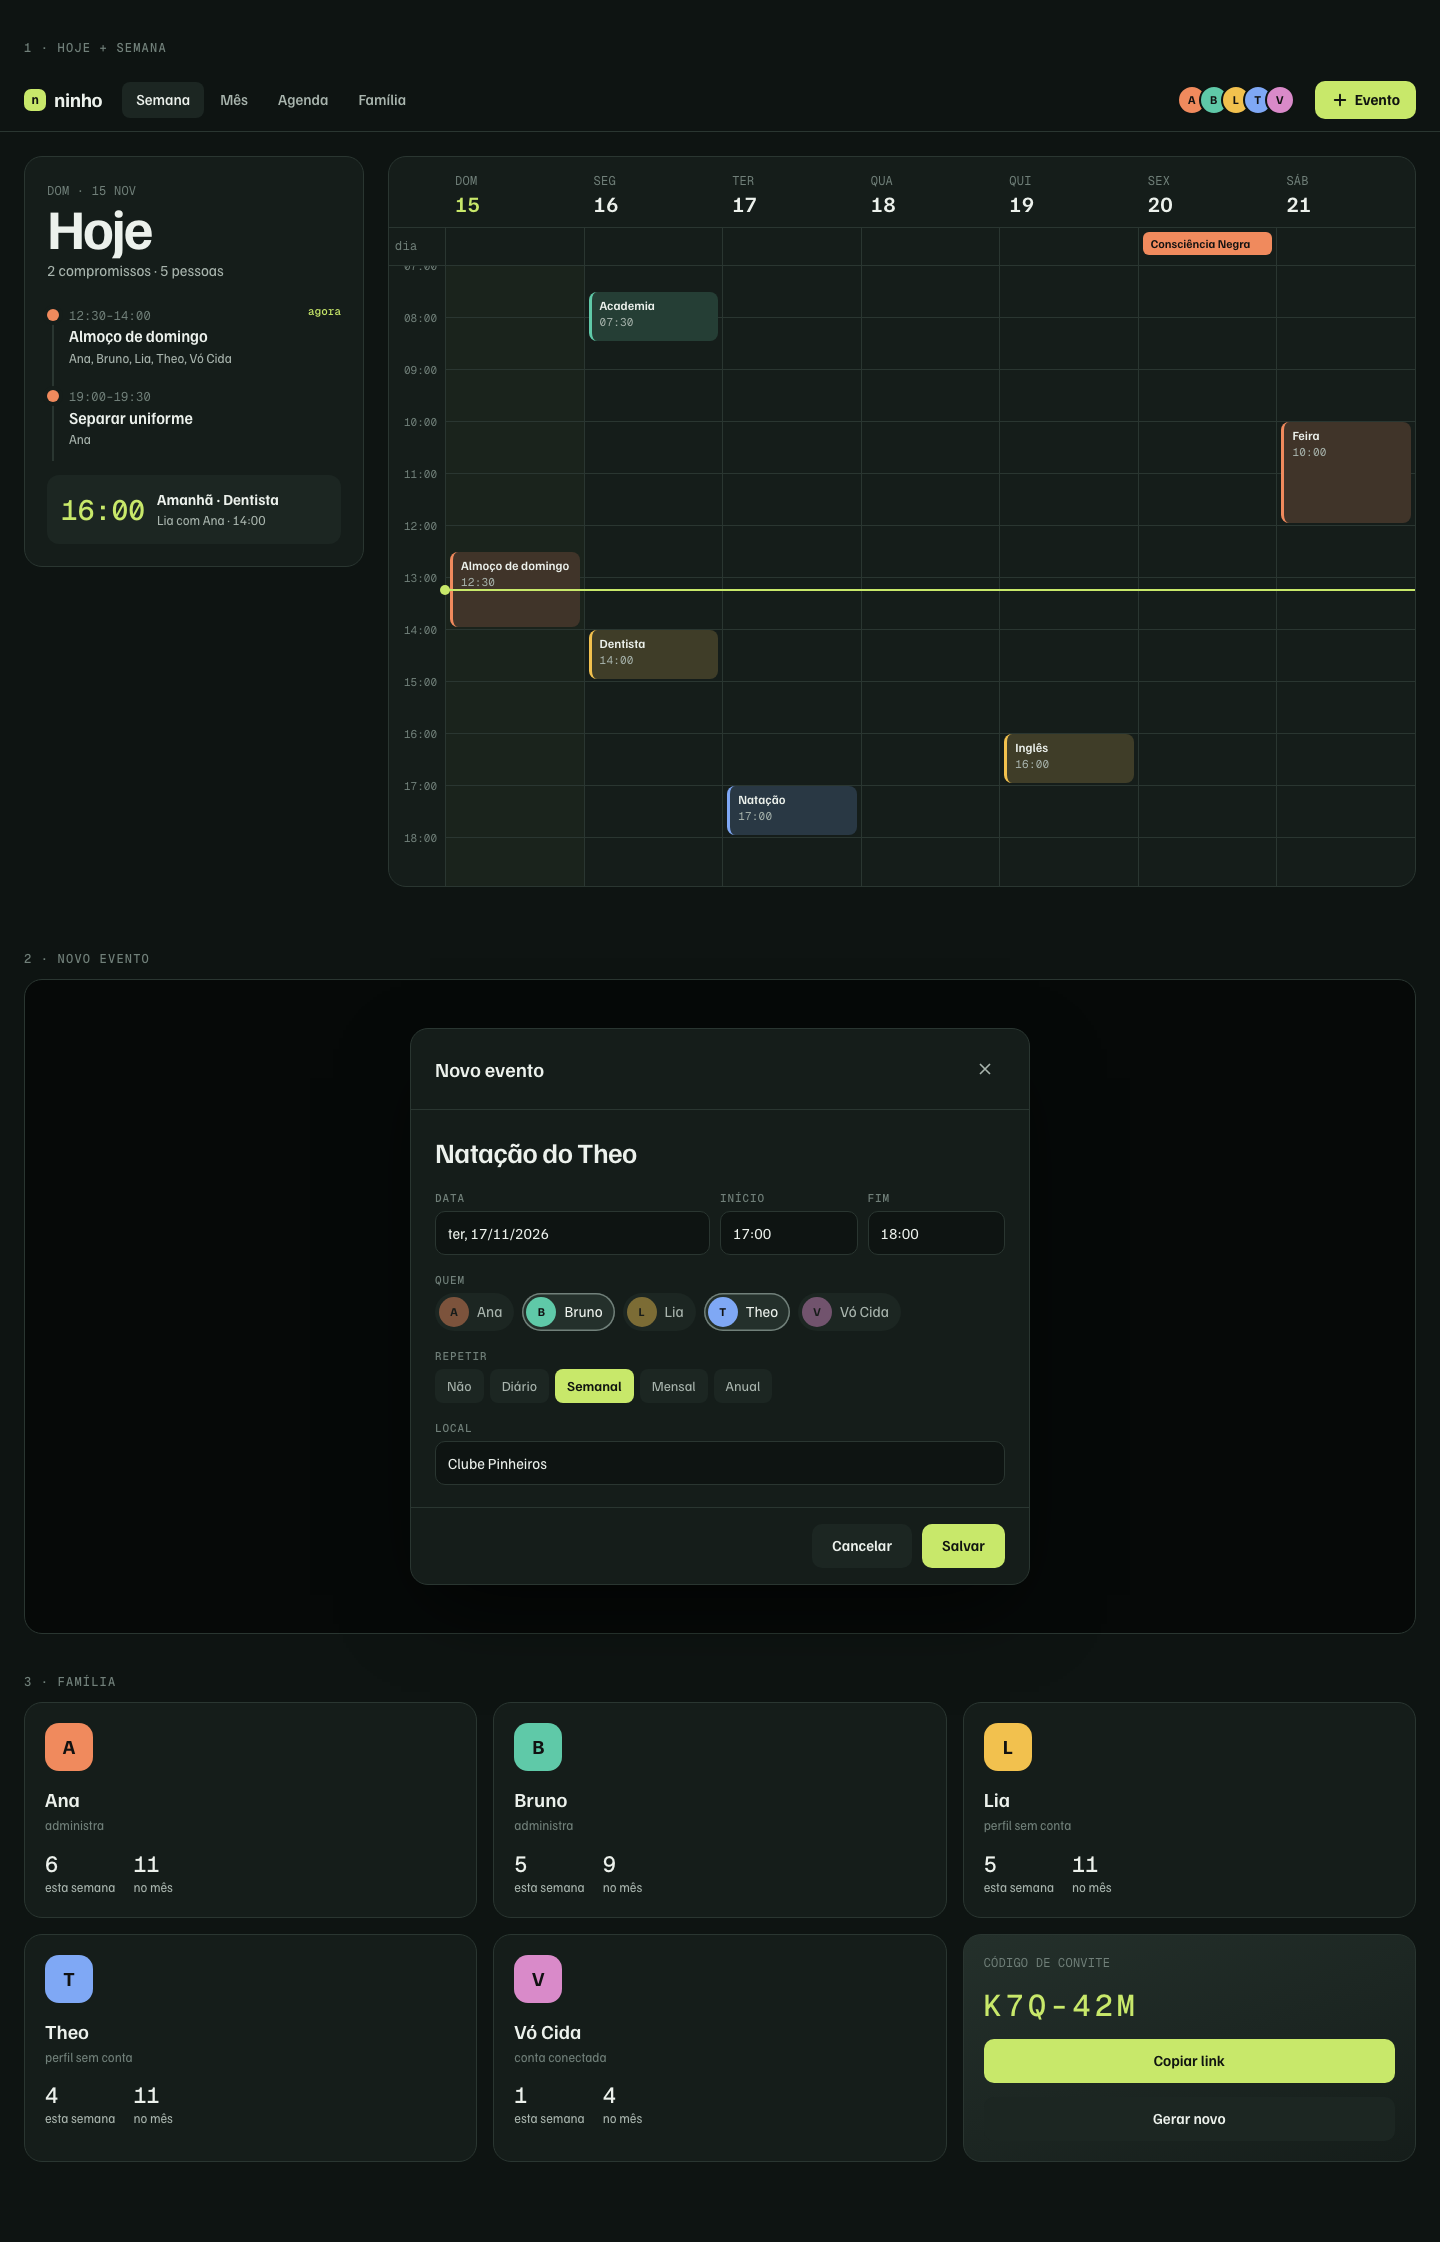 1 · HOJE + SEMANA
n ninho Semana Mês Agenda Família A B L T V + Evento
DOM · 15 NOV
Hoje
2 compromissos · 5 pessoas
12:30–14:00 agora
Almoço de domingo
Ana, Bruno, Lia, Theo, Vó Cida
19:00–19:30
Separar uniforme
Ana
16:00 Amanhã · Dentista
Lia com Ana · 14:00
DOM SEG TER QUA QUI SEX SÁB
15 16 17 18 19 20 21
dia Consciência Negra
07:00
Academia
07:30
08:00
09:00
10:00
Feira
10:00
11:00
12:00
Almoço de domingo
12:30
13:00
14:00
Dentista
14:00
15:00
16:00
Inglês
16:00
17:00
Natação
17:00
18:00
2 · NOVO EVENTO
Novo evento ×
Natação do Theo
DATA INÍCIO FIM
ter, 17/11/2026 17:00 18:00
QUEM
A Ana B Bruno L Lia T Theo V Vó Cida
REPETIR
Não Diário Semanal Mensal Anual
LOCAL
Clube Pinheiros
Cancelar Salvar
3 · FAMÍLIA
A
Ana
administra
6 11
esta semana no mês
B
Bruno
administra
5 9
esta semana no mês
L
Lia
perfil sem conta
5 11
esta semana no mês
T
Theo
perfil sem conta
4 11
esta semana no mês
V
Vó Cida
conta conectada
1 4
esta semana no mês
CÓDIGO DE CONVITE
K7Q-42M
Copiar link
Gerar novo